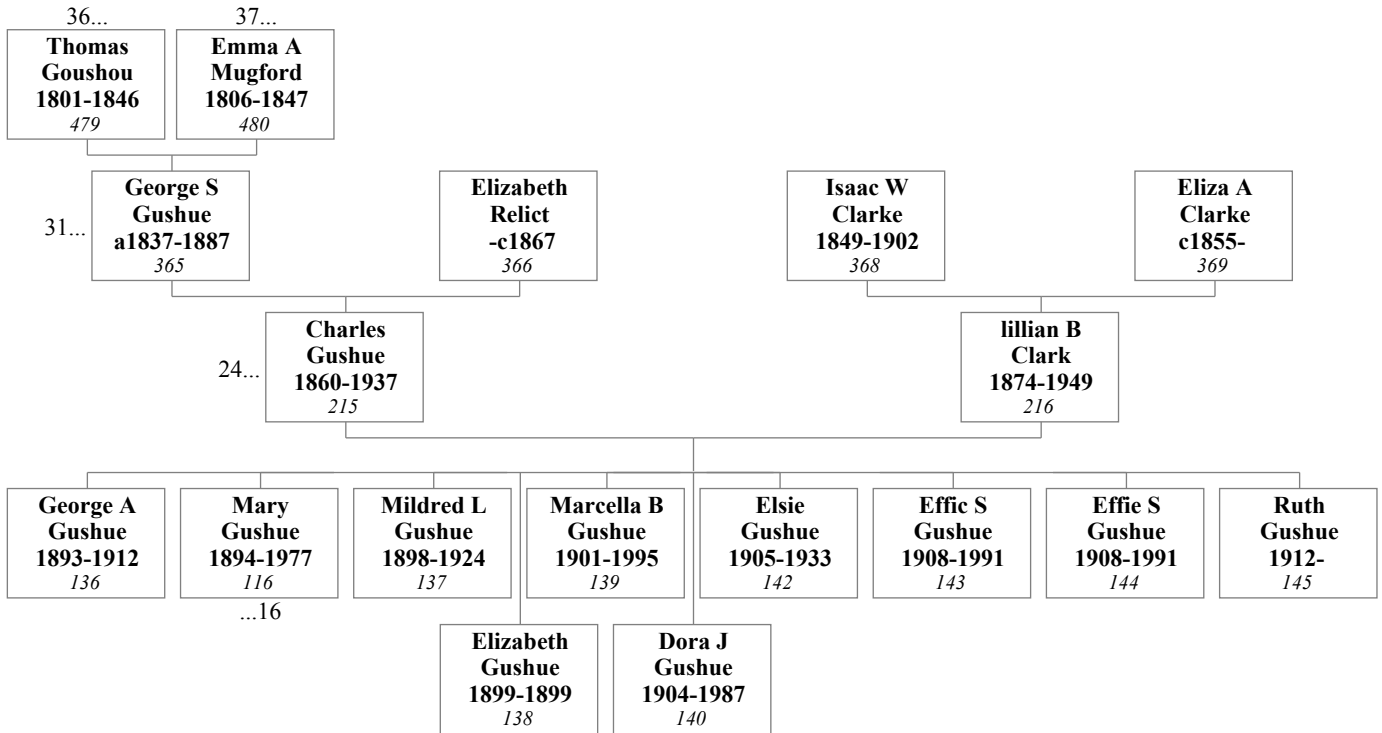 36...
37...
Thomas
Goushou
1801-1846
479
Emma A
Mugford
1806-1847
480
31...
George S
Gushue
a1837-1887
365
Elizabeth
Relict
-c1867
366
Isaac W
Clarke
1849-1902
368
Eliza A
Clarke
c1855-
369
24...
Charles
Gushue
1860-1937
215
lillian B
Clark
1874-1949
216
George A
Gushue
1893-1912
136
Mary
Gushue
1894-1977
116
...16
Mildred L
Gushue
1898-1924
137
Marcella B
Gushue
1901-1995
139
Elsie
Gushue
1905-1933
142
Effic S
Gushue
1908-1991
143
Effie S
Gushue
1908-1991
144
Ruth
Gushue
1912-
145
Elizabeth
Gushue
1899-1899
138
Dora J
Gushue
1904-1987
140